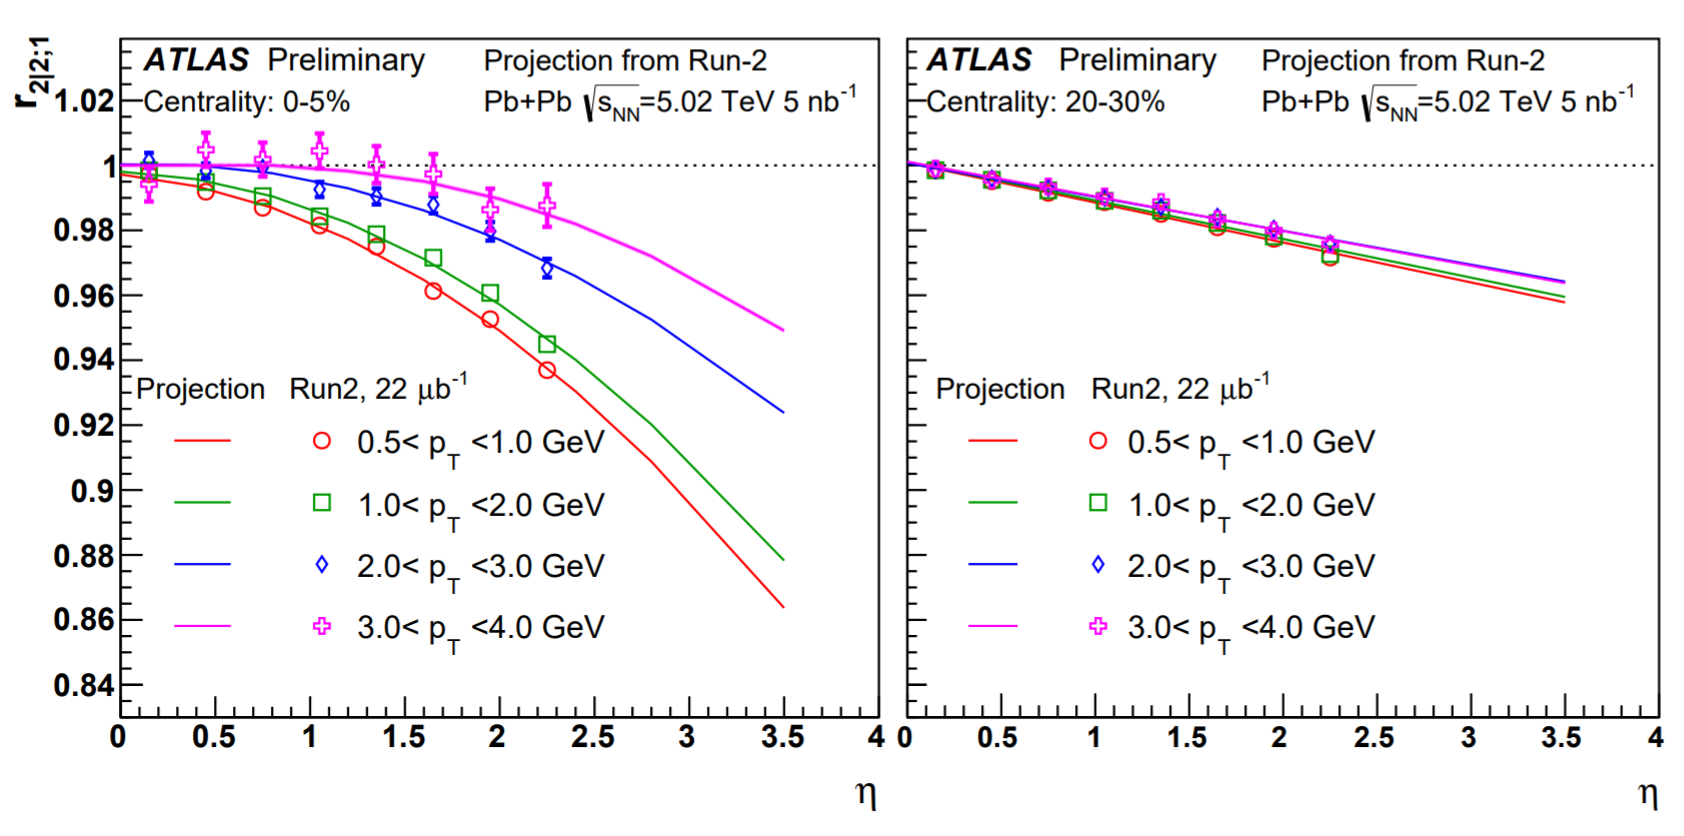 r2|2;1
ATLAS Preliminary Projection from Run-2
Centrality: 0-5% Pb+Pb √sNN=5.02 TeV 5 nb-1
1.02
1
0.98
0.96
0.94
0.92
0.9
0.88
0.86
0.84
Projection Run2, 22 μb-1
0.5< pT <1.0 GeV
1.0< pT <2.0 GeV
2.0< pT <3.0 GeV
3.0< pT <4.0 GeV
0 0.5 1 1.5 2 2.5 3 3.5 4
η
ATLAS Preliminary Projection from Run-2
Centrality: 20-30% Pb+Pb √sNN=5.02 TeV 5 nb-1
Projection Run2, 22 μb-1
0.5< pT <1.0 GeV
1.0< pT <2.0 GeV
2.0< pT <3.0 GeV
3.0< pT <4.0 GeV
0 0.5 1 1.5 2 2.5 3 3.5 4
η